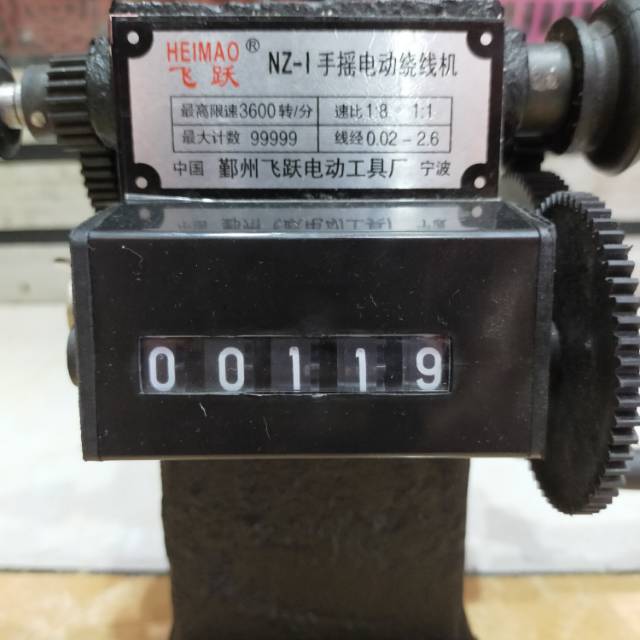 HEIMAO®
飞跃 NZ-1 手摇电动绕线机
最高限速3600转/分 速比1:8 1:1
最大计数 99999 线经0.02-2.6
中国 鄞州飞跃电动工具厂 宁波
00119